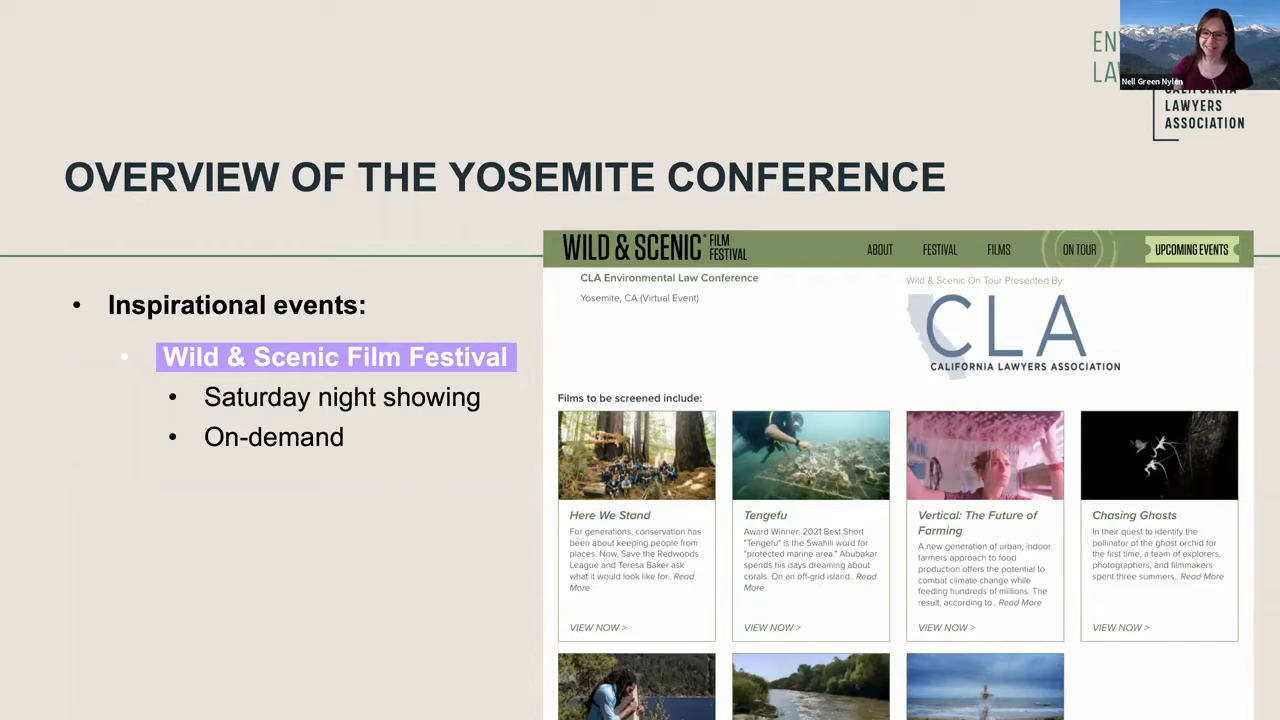 EN
LA
Nell Green Nylen
CALIFORNIA
LAWYERS
ASSOCIATION
OVERVIEW OF THE YOSEMITE CONFERENCE
WILD & SCENIC FILM
FESTIVAL
ABOUT FESTIVAL FILMS ON TOUR UPCOMING EVENTS
• Inspirational events:
• Wild & Scenic Film Festival
• Saturday night showing
• On-demand
CLA Environmental Law Conference
Yosemite, CA (Virtual Event)
Wild & Scenic On Tour Presented By:
CLA
CALIFORNIA LAWYERS ASSOCIATION
Films to be screened include:
Here We Stand
For generations, conservation has
been about keeping people from
places. Now, Save the Redwoods
League and Teresa Baker ask
what it would look like for.. Read
More
VIEW NOW >
Tengefu
Award Winner: 2021 Best Short
"Tengefu" is the Swahili word for
"protected marine area." Abubakar
spends his days dreaming about
corals. On an off-grid island.. Read
More
VIEW NOW >
Vertical: The Future of
Farming
A new generation of urban, indoor
farmers approach to food
production offers the potential to
combat climate change while
feeding hundreds of millions. The
result, according to.. Read More
VIEW NOW >
Chasing Ghosts
In their quest to identify the
pollinator of the ghost orchid for
the first time, a team of explorers,
photographers, and filmmakers
spent three summers.. Read More
VIEW NOW >